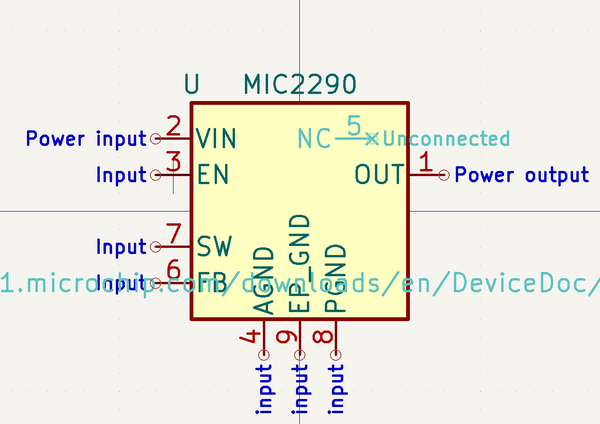 U MIC2290
Power input 2 VIN NC 5 Unconnected
Input 3 EN OUT 1 Power output
Input 7 SW
Input 6 FB
1.microchip.com/downloads/en/DeviceDoc/
AGND EP_GND PGND
4 9 8
input input input